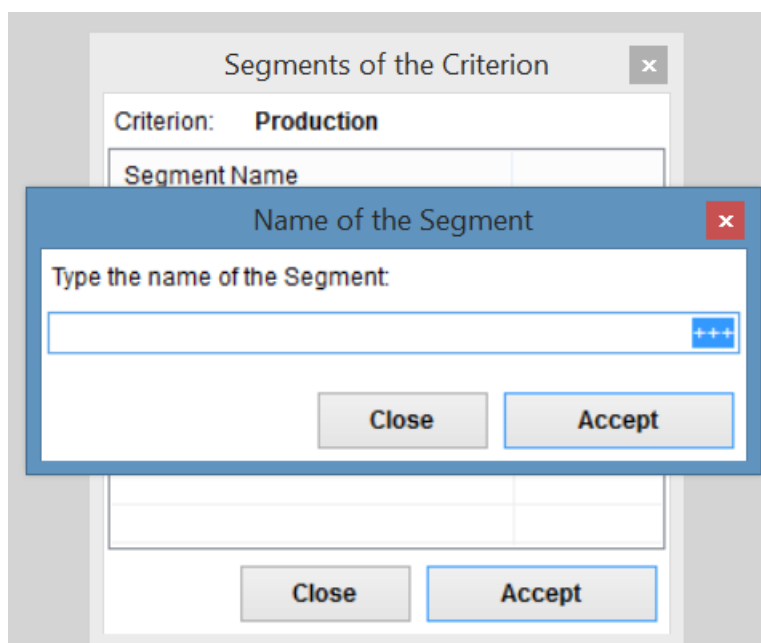 Segments of the Criterion x
Criterion: Production
Segment Name
Name of the Segment x
Type the name of the Segment:
+++
Close Accept
Close Accept